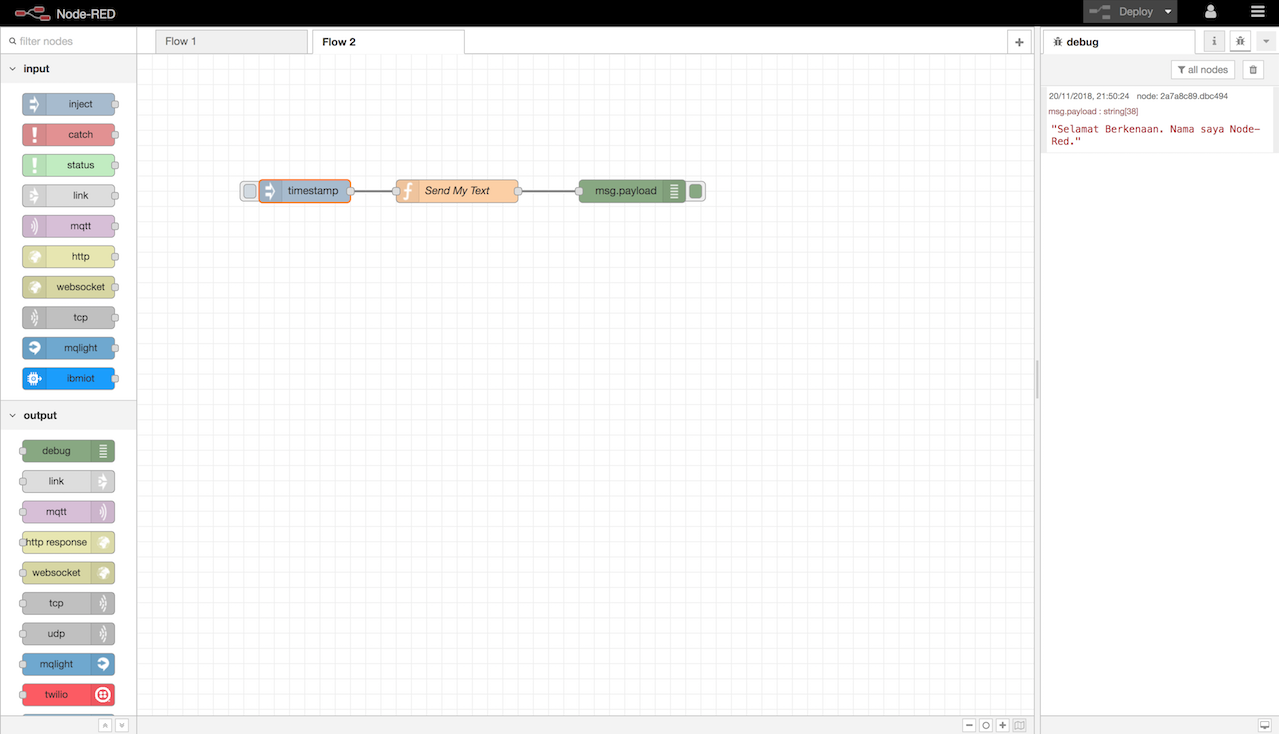 Node-RED
Deploy
filter nodes
Flow 1
Flow 2
debug
i
input
all nodes
inject
20/11/2018, 21:50:24 node: 2a7a8c89.dbc494
msg.payload : string[38]
"Selamat Berkenaan. Nama saya Node-
Red."
catch
status
link
mqtt
http
websocket
tcp
mqlight
ibmiot
timestamp
Send My Text
msg.payload
output
debug
link
mqtt
http response
websocket
tcp
udp
mqlight
twilio